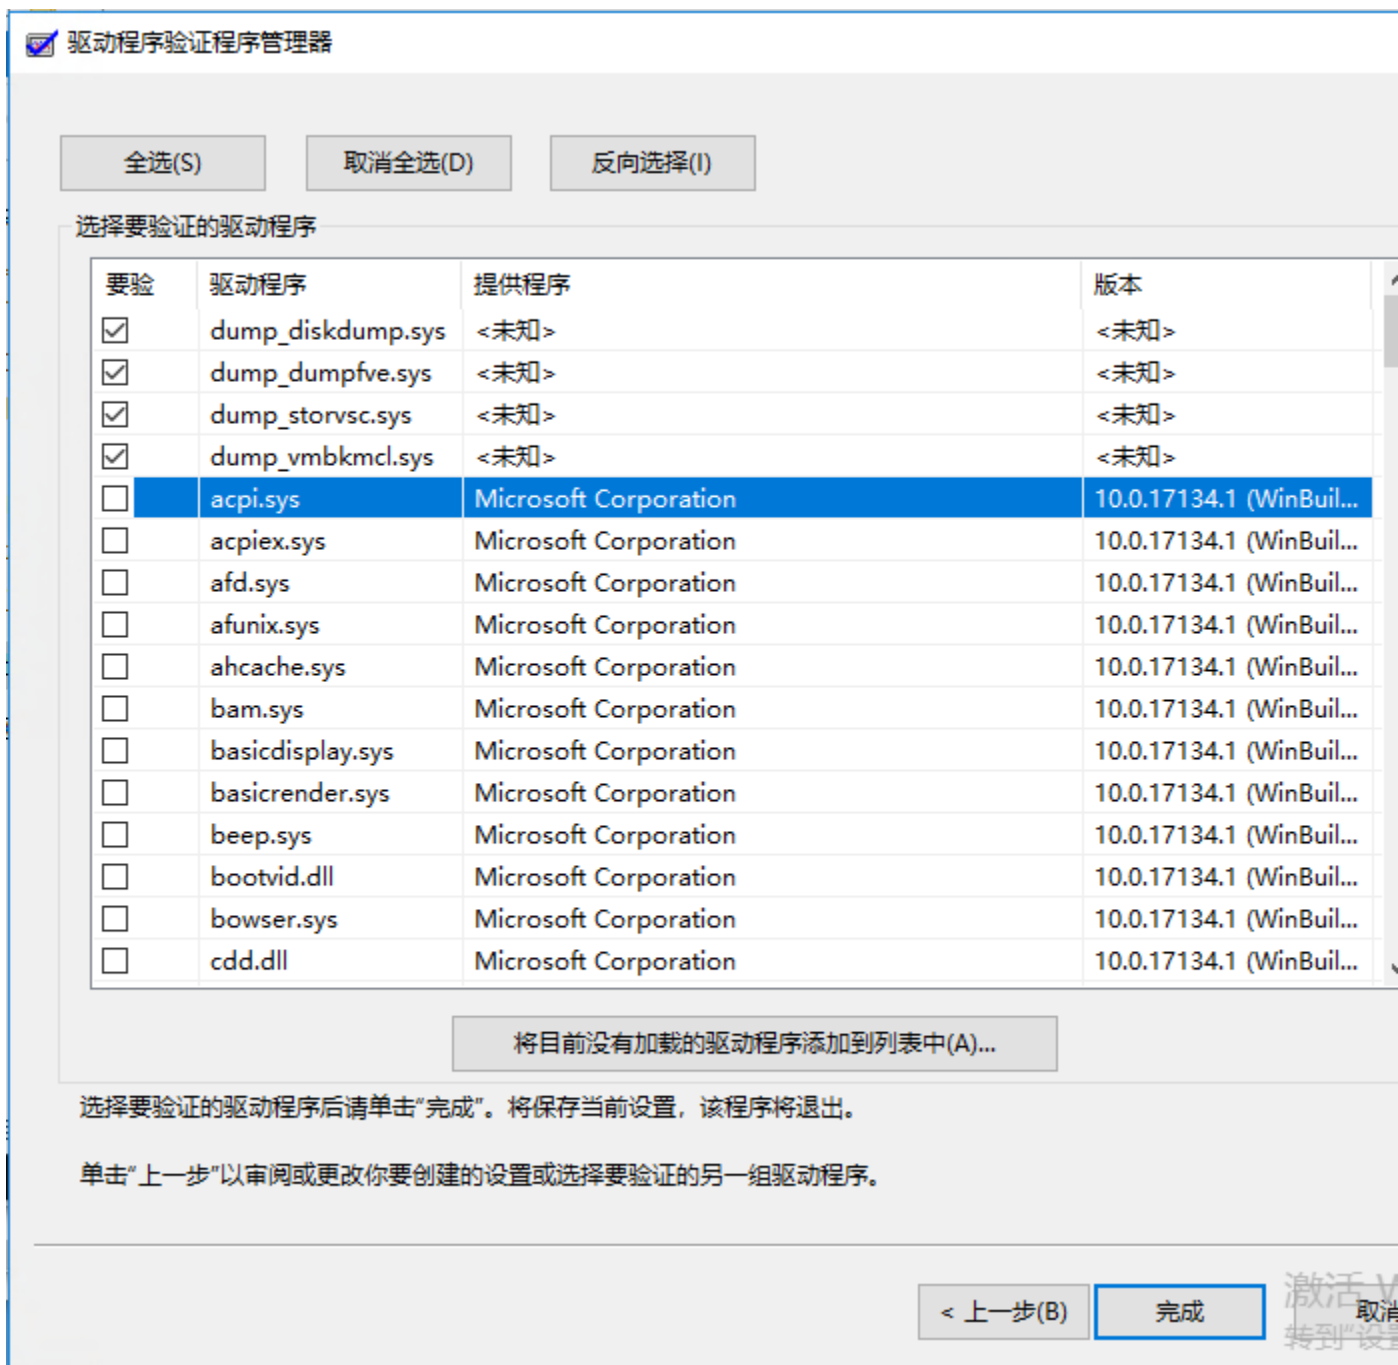 驱动程序验证程序管理器
全选(S) 取消全选(D) 反向选择(I)
选择要验证的驱动程序
要验 驱动程序 提供程序 版本
dump_diskdump.sys <未知> <未知>
dump_dumpfve.sys <未知> <未知>
dump_storvsc.sys <未知> <未知>
dump_vmbkmcl.sys <未知> <未知>
acpi.sys Microsoft Corporation 10.0.17134.1 (WinBuil...
acpiex.sys Microsoft Corporation 10.0.17134.1 (WinBuil...
afd.sys Microsoft Corporation 10.0.17134.1 (WinBuil...
afunix.sys Microsoft Corporation 10.0.17134.1 (WinBuil...
ahcache.sys Microsoft Corporation 10.0.17134.1 (WinBuil...
bam.sys Microsoft Corporation 10.0.17134.1 (WinBuil...
basicdisplay.sys Microsoft Corporation 10.0.17134.1 (WinBuil...
basicrender.sys Microsoft Corporation 10.0.17134.1 (WinBuil...
beep.sys Microsoft Corporation 10.0.17134.1 (WinBuil...
bootvid.dll Microsoft Corporation 10.0.17134.1 (WinBuil...
bowser.sys Microsoft Corporation 10.0.17134.1 (WinBuil...
cdd.dll Microsoft Corporation 10.0.17134.1 (WinBuil...
将目前没有加载的驱动程序添加到列表中(A)...
选择要验证的驱动程序后请单击“完成”。将保存当前设置，该程序将退出。
单击“上一步”以审阅或更改你要创建的设置或选择要验证的另一组驱动程序。
激活
< 上一步(B) 完成 取消
转到“设置